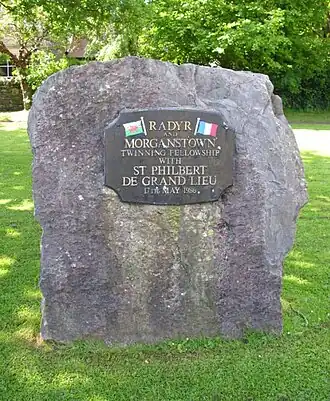 RADYR
AND
MORGANSTOWN
TWINNING FELLOWSHIP
WITH
ST PHILBERT
DE GRAND LIEU
17TH MAY 1986